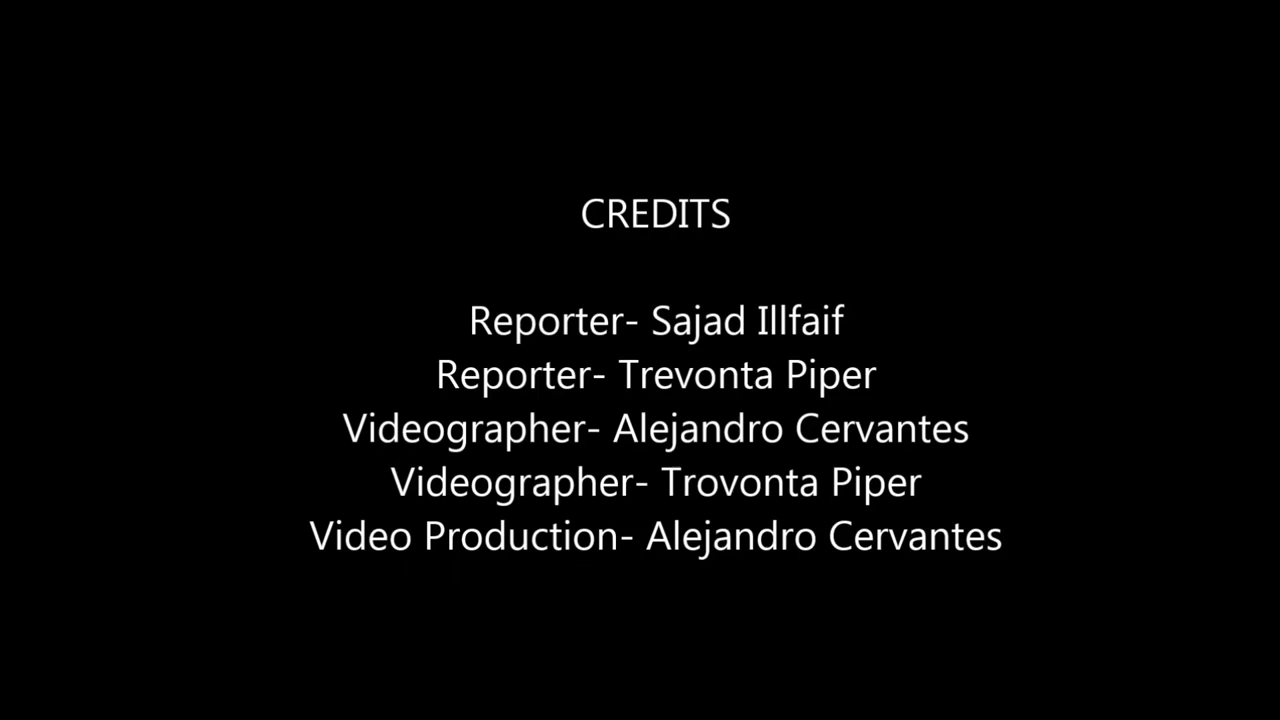 CREDITS
Reporter- Sajad Illfaif
Reporter- Trevonta Piper
Videographer- Alejandro Cervantes
Videographer- Trovonta Piper
Video Production- Alejandro Cervantes